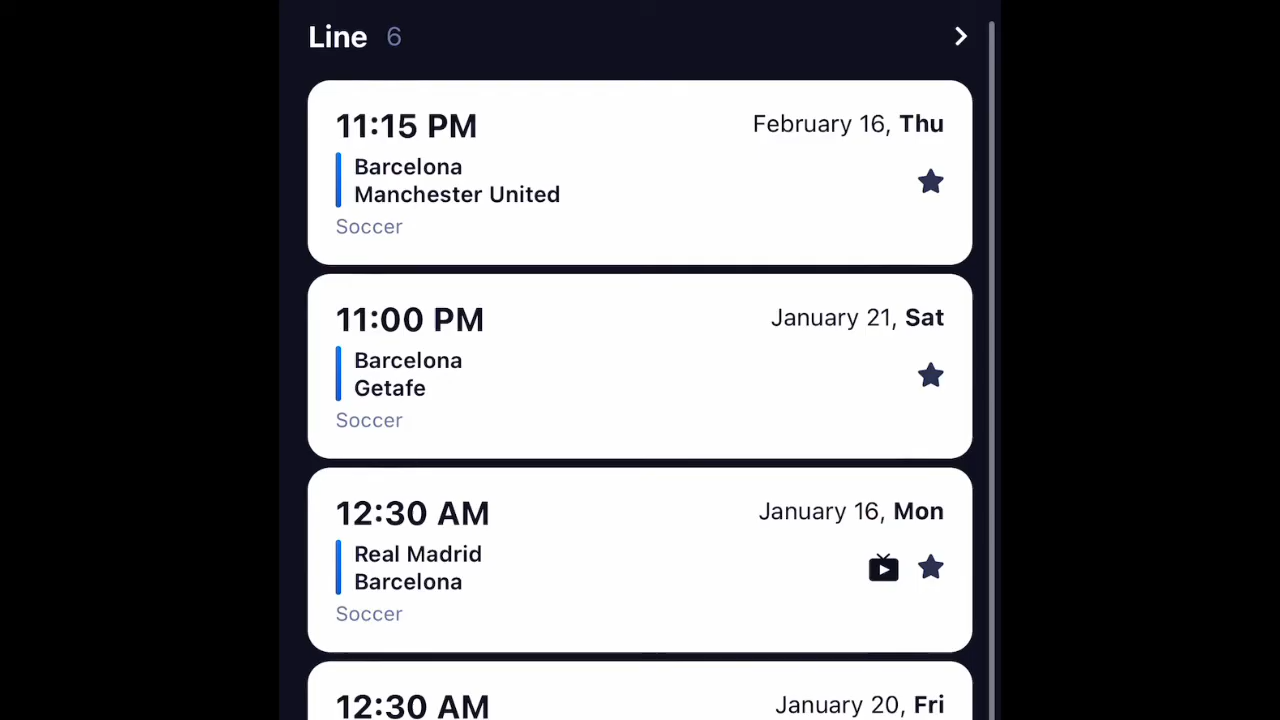 Line 6
11:15 PM February 16, Thu
Barcelona
Manchester United
Soccer
11:00 PM January 21, Sat
Barcelona
Getafe
Soccer
12:30 AM January 16, Mon
Real Madrid
Barcelona
Soccer
12:30 AM January 20, Fri